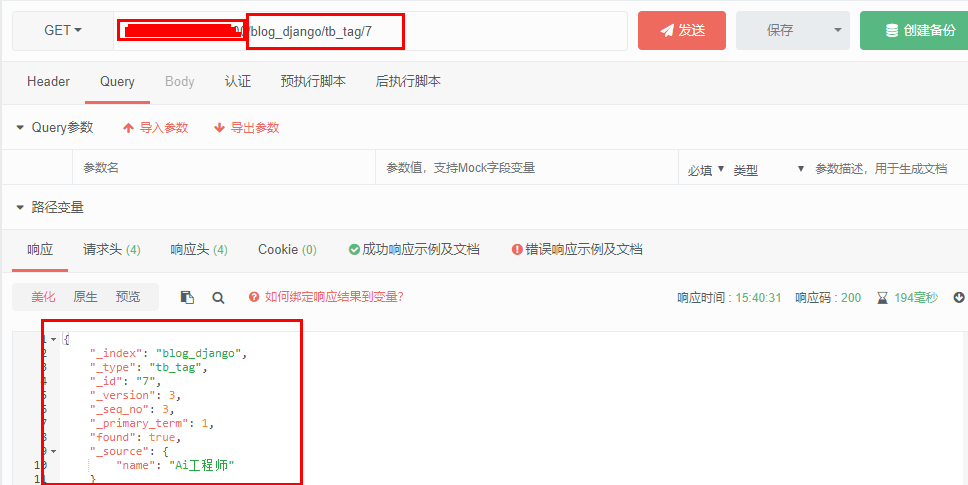 GET /blog_django/tb_tag/7 发送 保存 创建备份
Header Query Body 认证 预执行脚本 后执行脚本
Query参数 导入参数 导出参数
参数名 参数值，支持Mock字段变量 必填 类型 参数描述，用于生成文档
路径变量
响应 请求头 (4) 响应头 (4) Cookie (0) 成功响应示例及文档 错误响应示例及文档
美化 原生 预览 如何绑定响应结果到变量? 响应时间 : 15:40:31 响应码 : 200 194毫秒
1 {
2 "_index": "blog_django",
3 "_type": "tb_tag",
4 "_id": "7",
5 "_version": 3,
6 "_seq_no": 3,
7 "_primary_term": 1,
8 "found": true,
9 "_source": {
10 "name": "Ai工程师"
11 }